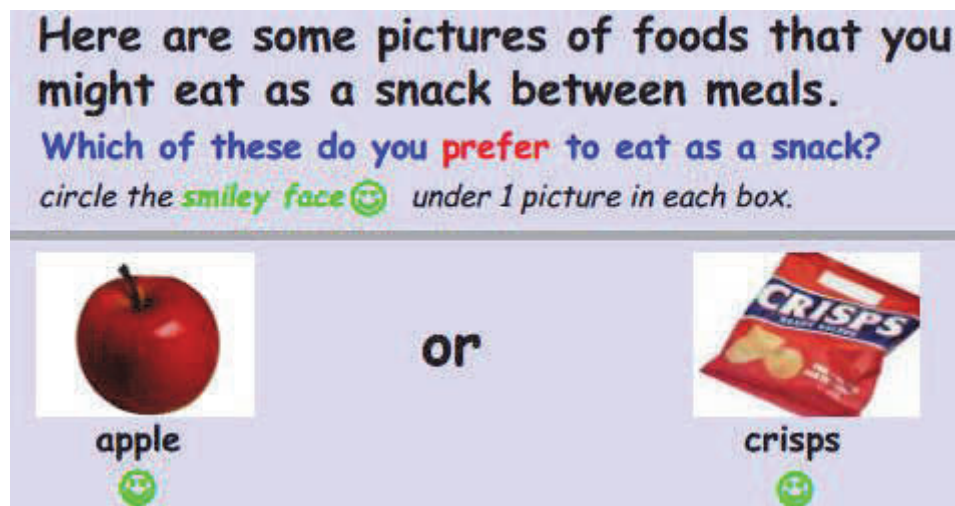 Here are some pictures of foods that you
might eat as a snack between meals.
Which of these do you prefer to eat as a snack?
circle the smiley face under 1 picture in each box.
or
CRISPS
READY SALTED
apple
crisps